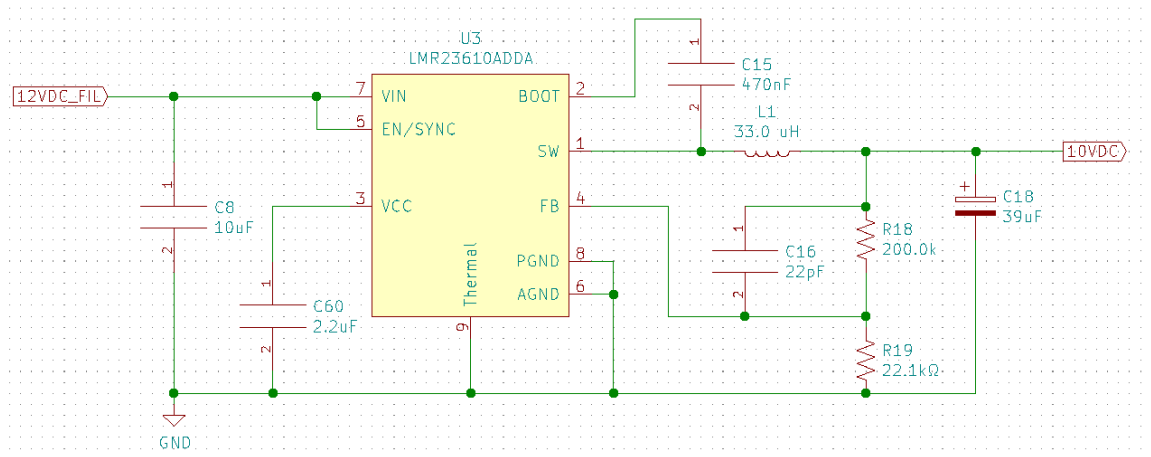 U3
LMR23610ADDA
12VDC_FIL
7
VIN
5
EN/SYNC
3
VCC
BOOT
2
SW
1
FB
4
PGND
8
AGND
6
Thermal
9
1
C15
470nF
2
L1
33.0 uH
10VDC
1
C8
10uF
2
1
C60
2.2uF
2
1
C16
22pF
2
R18
200.0k
R19
22.1kΩ
+
C18
39uF
GND